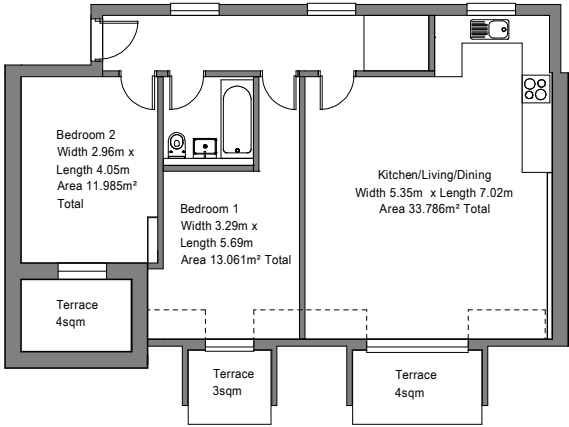 Bedroom 2
Width 2.96m x
Length 4.05m
Area 11.985m²
Total
Kitchen/Living/Dining
Width 5.35m x Length 7.02m
Area 33.786m² Total
Bedroom 1
Width 3.29m x
Length 5.69m
Area 13.061m² Total
Terrace
4sqm
Terrace
3sqm
Terrace
4sqm